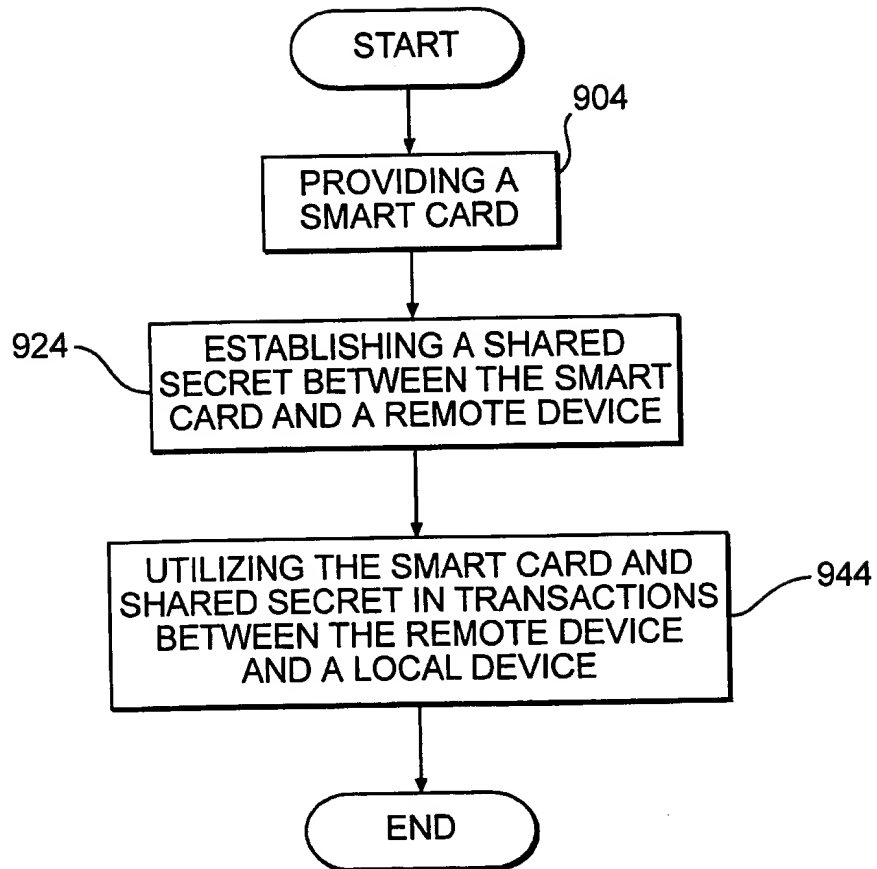 START
904
PROVIDING A
SMART CARD
924
ESTABLISHING A SHARED
SECRET BETWEEN THE SMART
CARD AND A REMOTE DEVICE
UTILIZING THE SMART CARD AND
SHARED SECRET IN TRANSACTIONS
BETWEEN THE REMOTE DEVICE
AND A LOCAL DEVICE
944
END